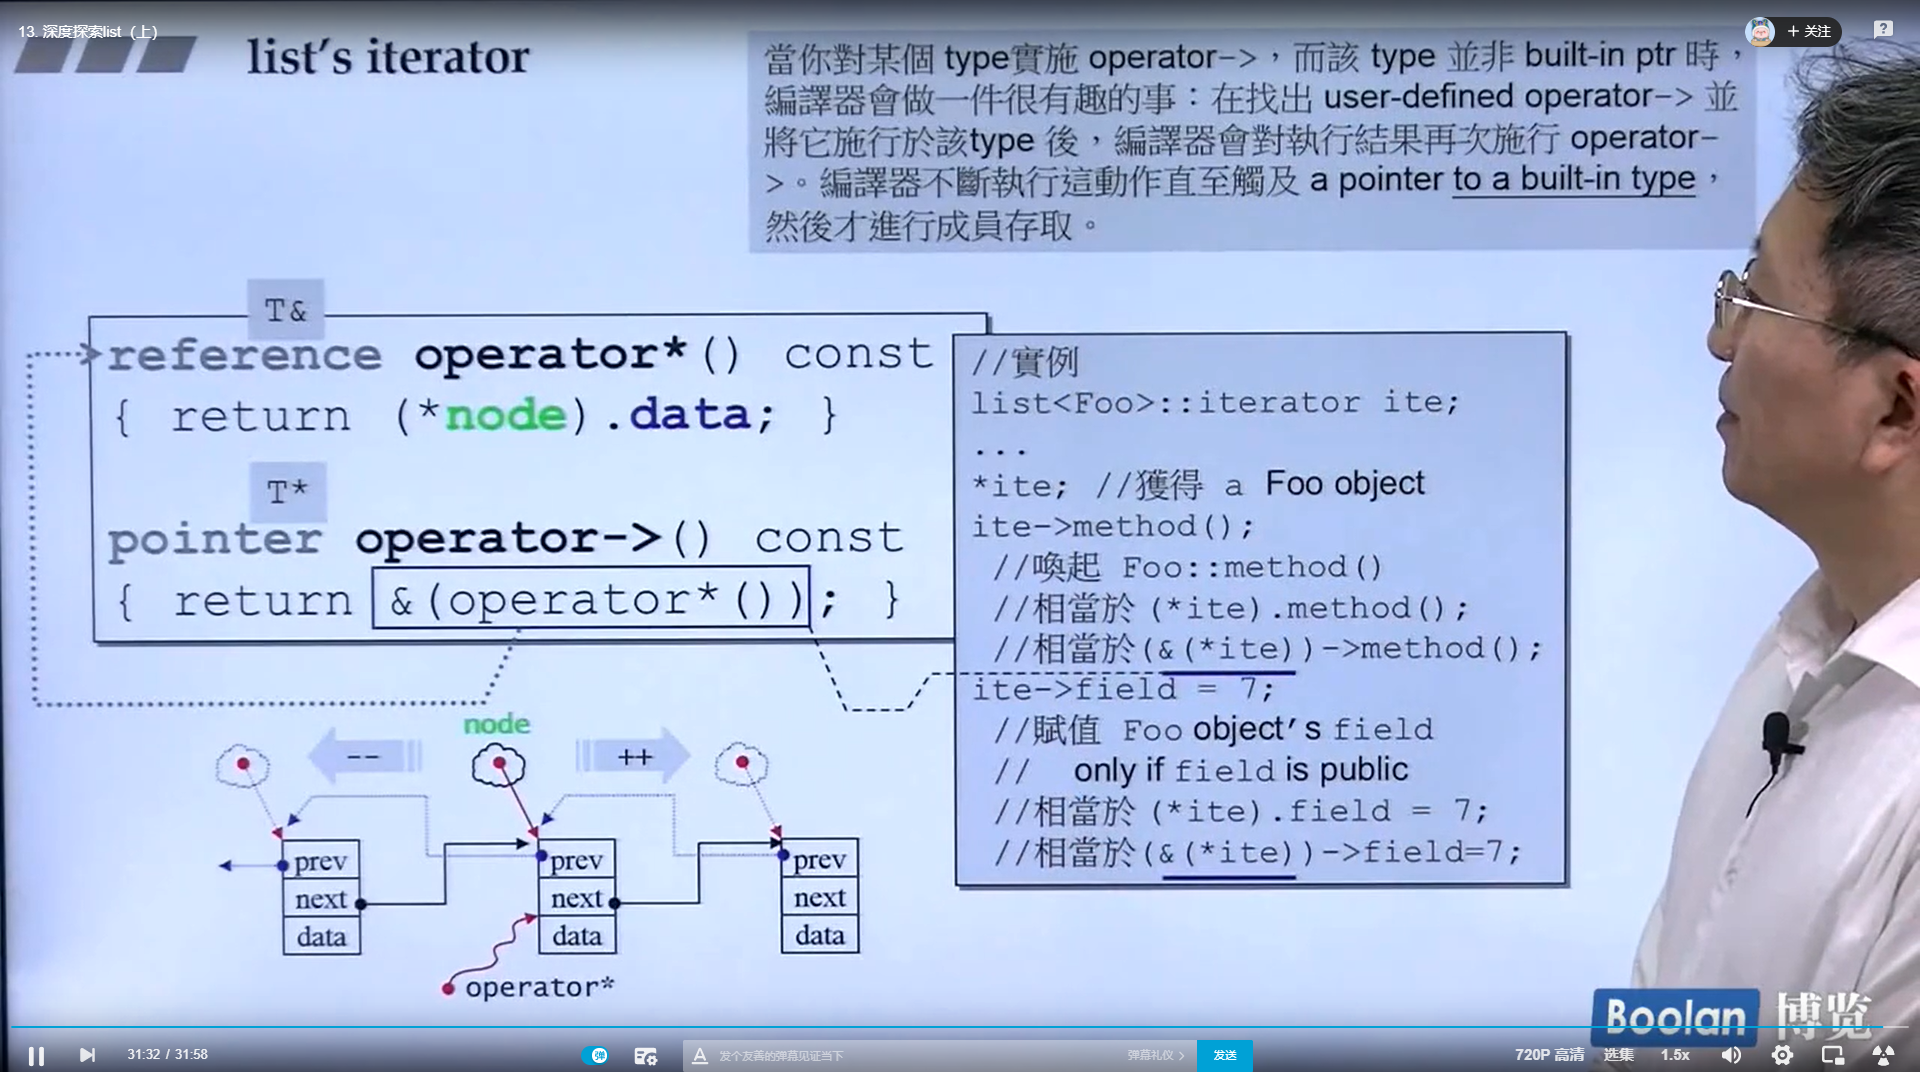 13. 深度探索list（上）
+ 关注
list's iterator
當你對某個 type實施 operator->，而該 type 並非 built-in ptr 時，
編譯器會做一件很有趣的事：在找出 user-defined operator-> 並
將它施行於該type 後，編譯器會對執行結果再次施行 operator-
>。編譯器不斷執行這動作直至觸及 a pointer to a built-in type，
然後才進行成員存取。
T&
reference operator*() const
{ return (*node).data; }
T*
pointer operator->() const
{ return &(operator*()); }
//實例
list<Foo>::iterator ite;
...
*ite; //獲得 a Foo object
ite->method();
//喚起 Foo::method()
//相當於 (*ite).method();
//相當於(&(*ite))->method();
ite->field = 7;
//賦值 Foo object's field
// only if field is public
//相當於 (*ite).field = 7;
//相當於(&(*ite))->field=7;
node
--
++
prev
next
data
prev
next
data
prev
next
data
operator*
Boolan 博览
31:32 / 31:58
弹
发个友善的弹幕见证当下
弹幕礼仪 >
发送
720P 高清
选集
1.5x